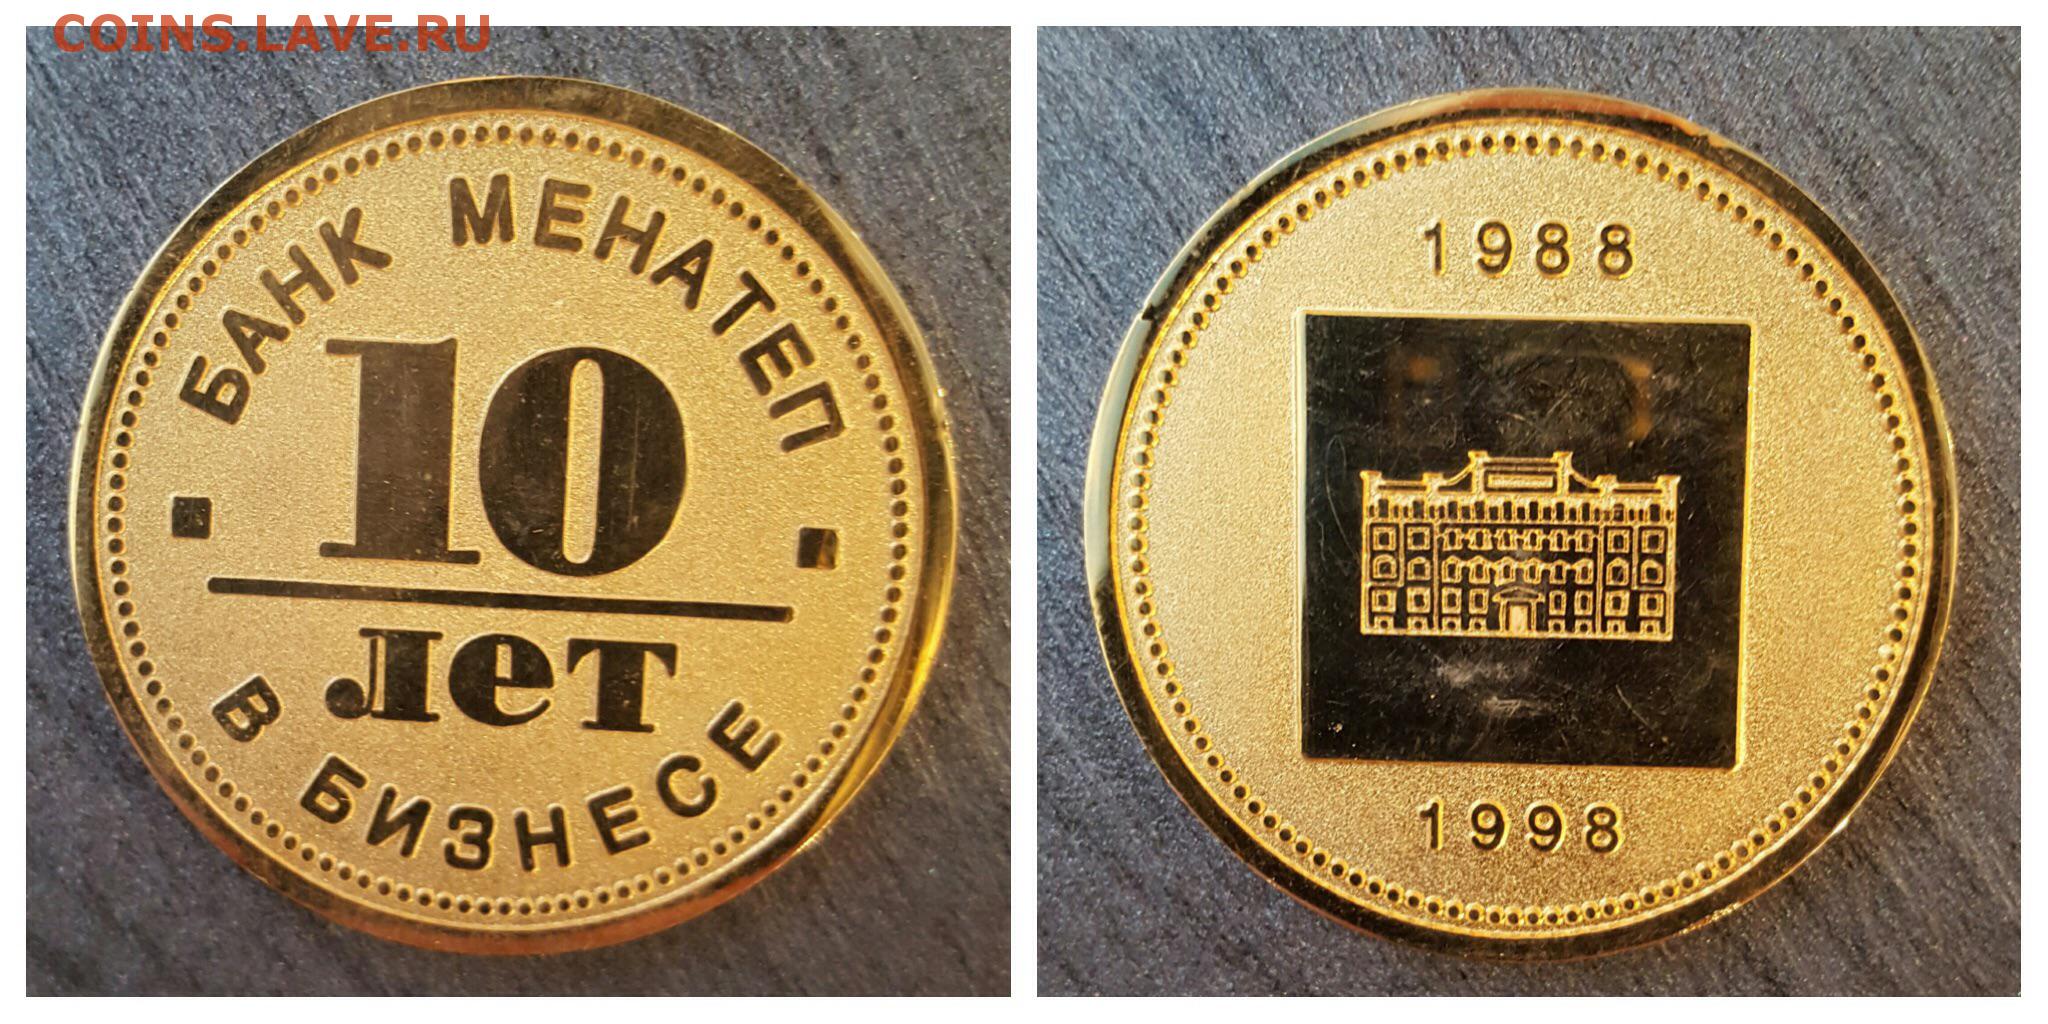 COINS.LAVE.RU
БАНК МЕНАТЕП
10
лет
В БИЗНЕСЕ
1988
1998